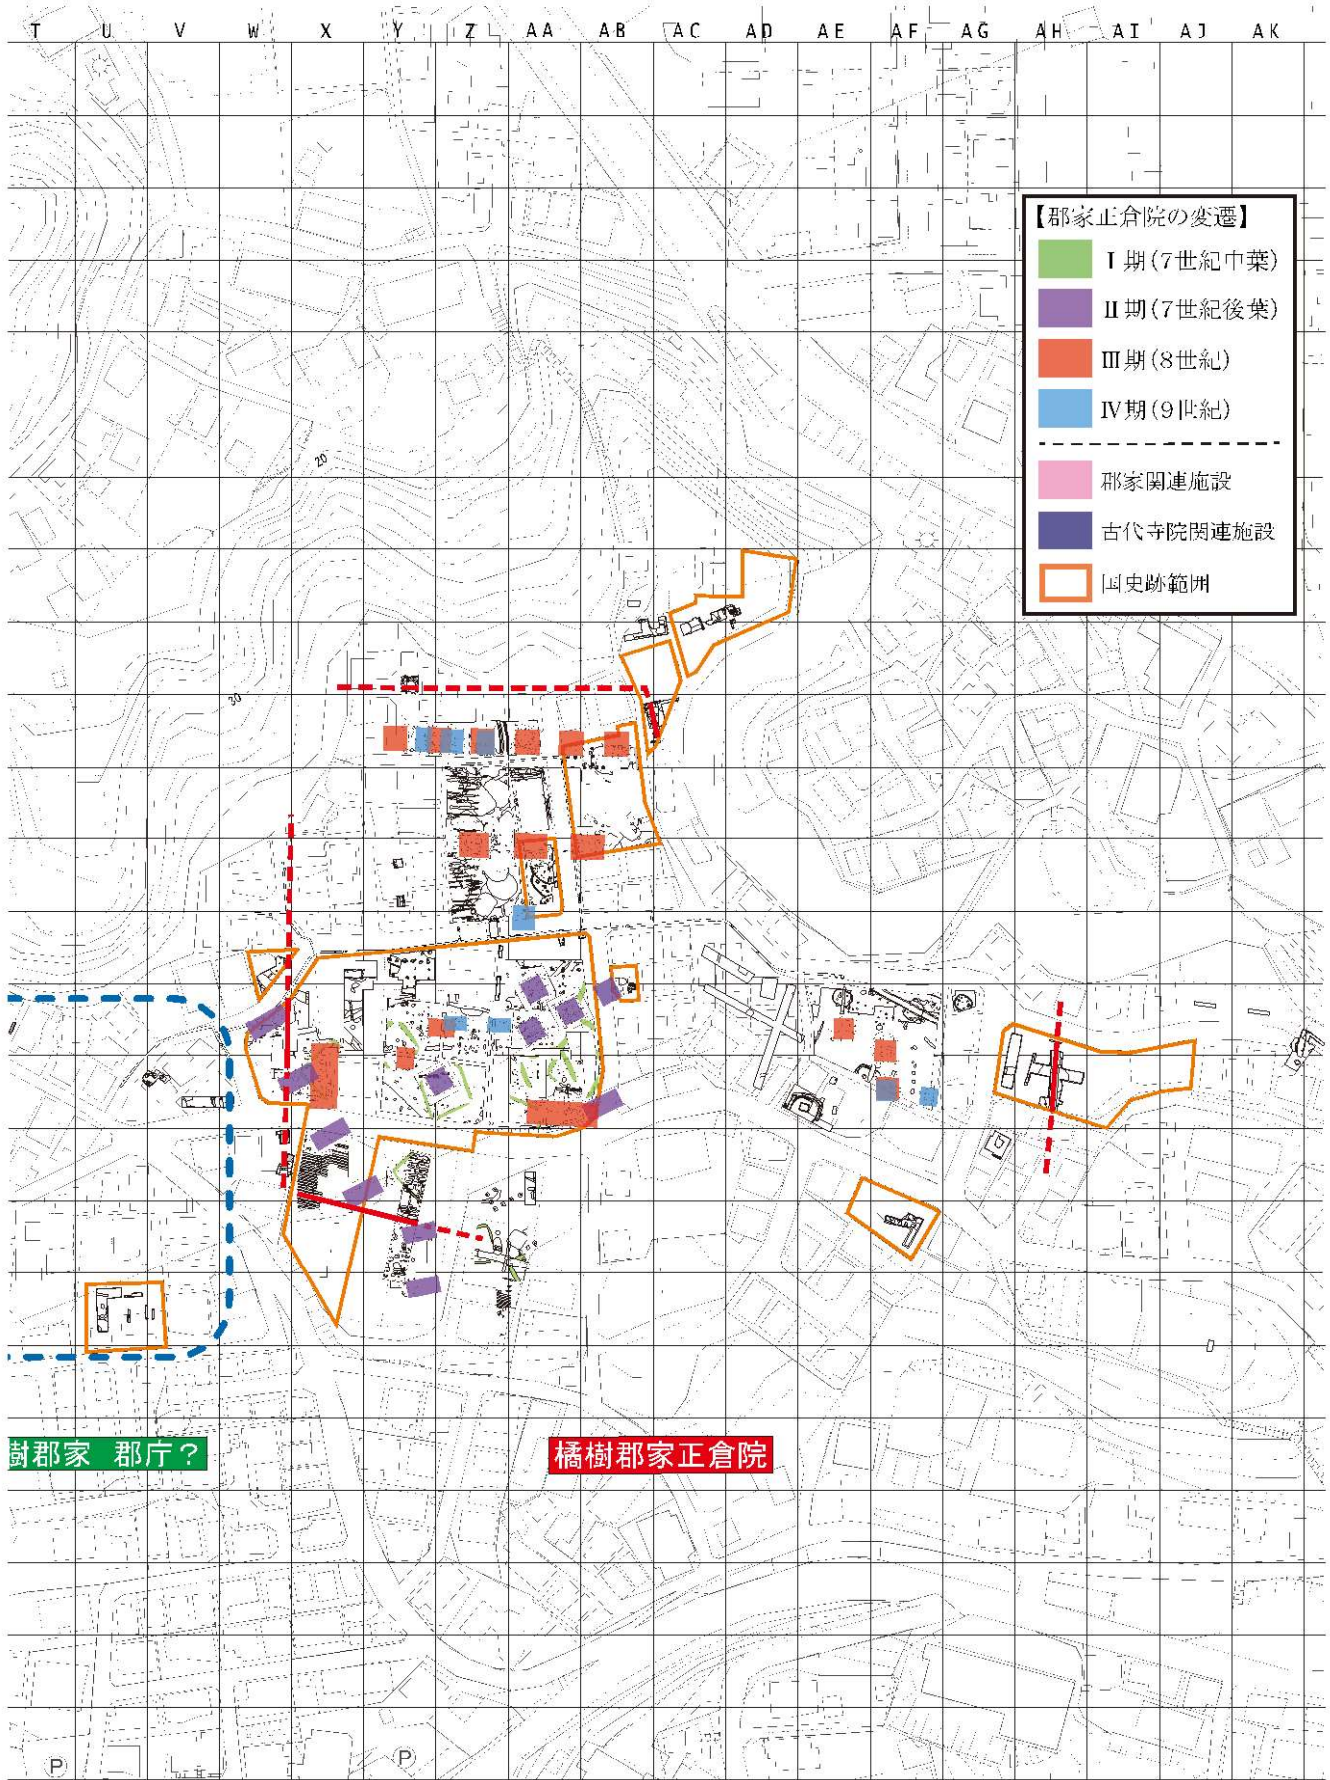 T U V W X Y Z AA AB AC AD AE AF AG AH AI AJ AK
【郡家正倉院の変遷】
Ⅰ期(7世紀中葉)
Ⅱ期(7世紀後葉)
Ⅲ期(8世紀)
Ⅳ期(9世紀)
郡家関連施設
古代寺院関連施設
国史跡範囲
20
30
樹郡家 郡庁？
橘樹郡家正倉院
P
P